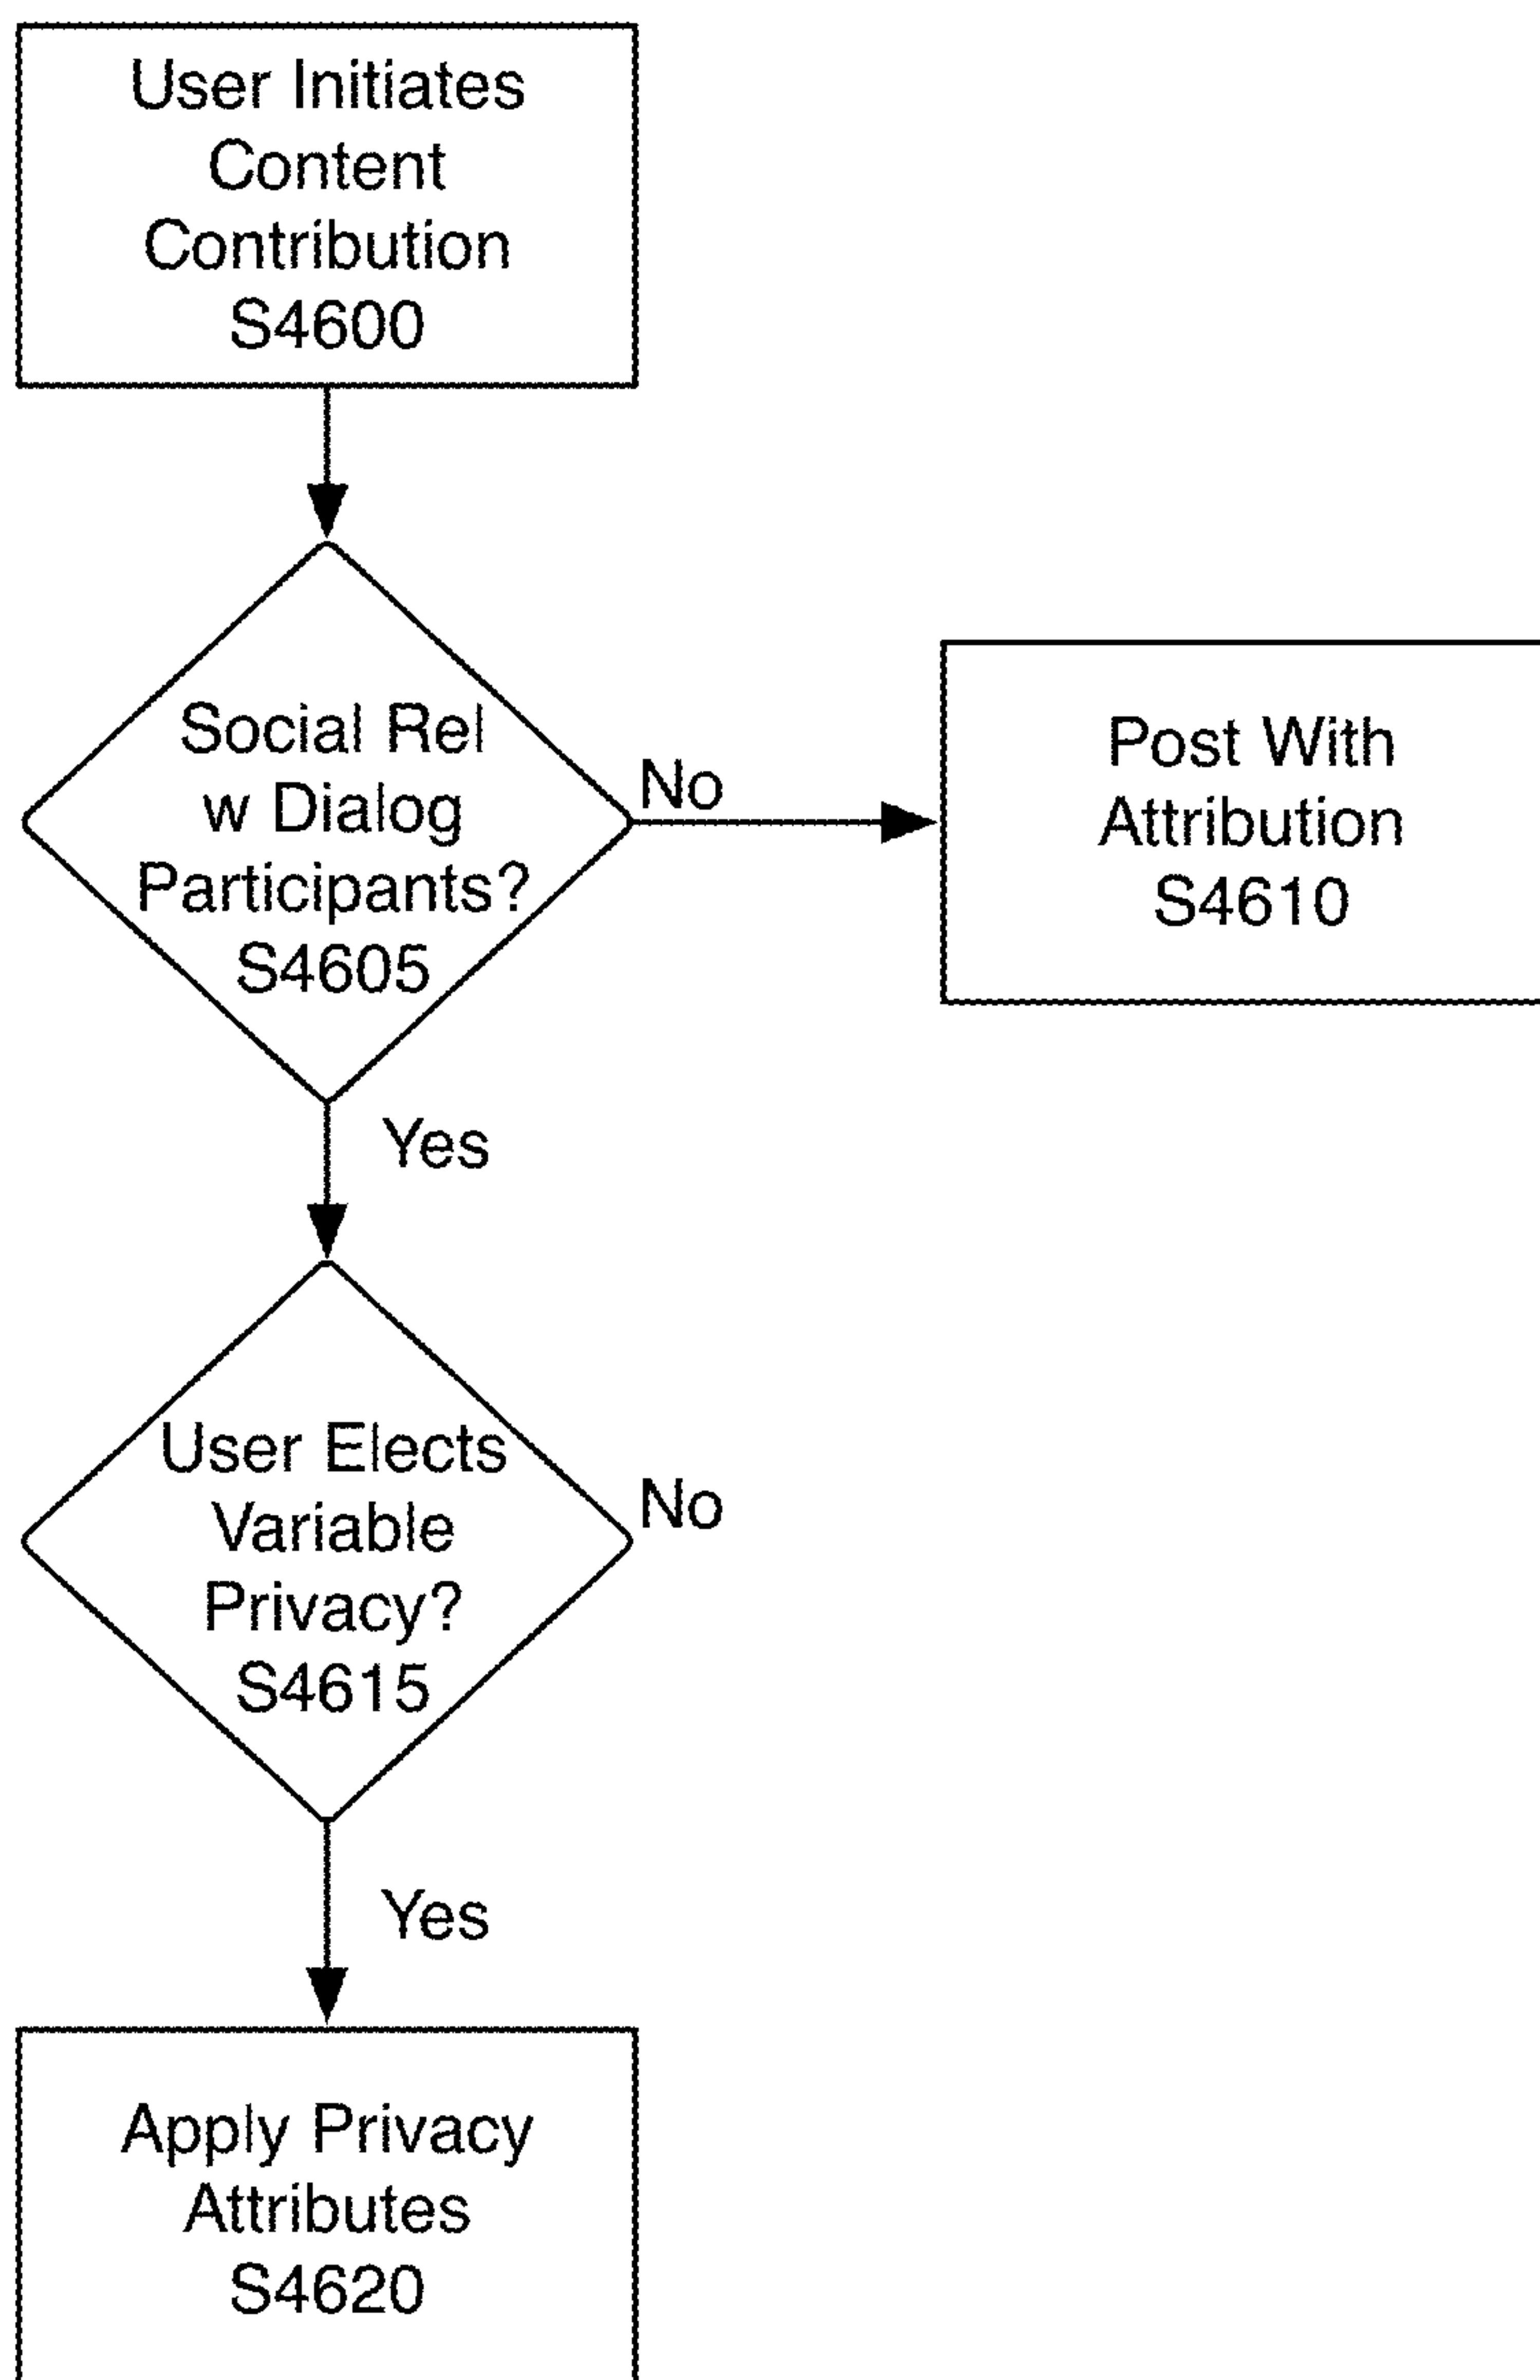 User Initiates
Content
Contribution
S4600
Social Rel
w Dialog
Participants?
S4605
No
Post With
Attribution
S4610
Yes
User Elects
Variable
Privacy?
S4615
No
Yes
Apply Privacy
Attributes
S4620